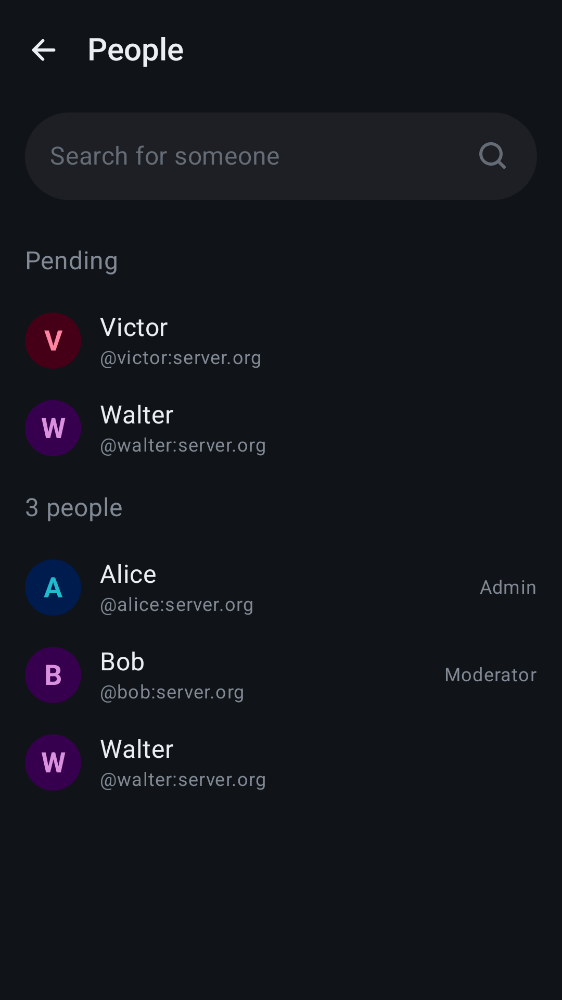 People
Search for someone
Pending
V
Victor
@victor:server.org
W
Walter
@walter:server.org
3 people
A
Alice
@alice:server.org
Admin
B
Bob
@bob:server.org
Moderator
W
Walter
@walter:server.org